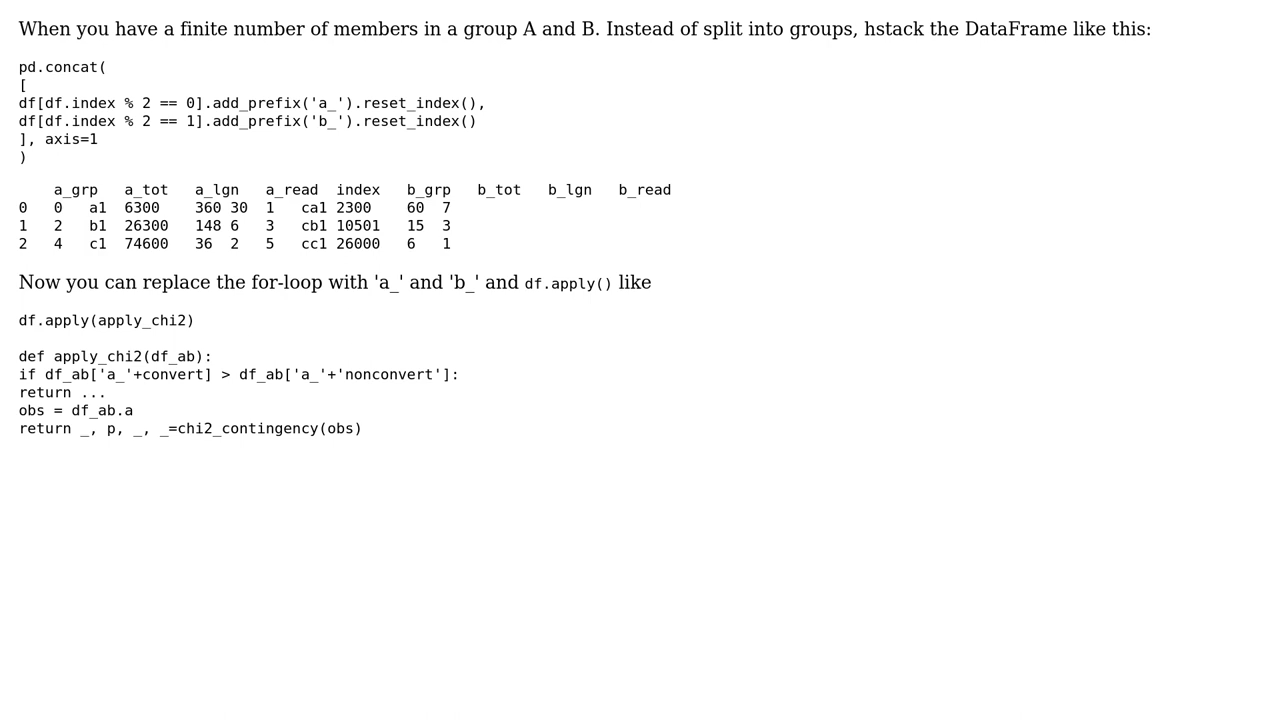 When you have a finite number of members in a group A and B. Instead of split into groups, hstack the DataFrame like this:
pd.concat(
[
df[df.index % 2 == 0].add_prefix('a_').reset_index(),
df[df.index % 2 == 1].add_prefix('b_').reset_index()
], axis=1
)
    a_grp   a_tot   a_lgn   a_read  index   b_grp   b_tot   b_lgn   b_read
0   0   a1  6300    360 30  1   ca1 2300    60  7
1   2   b1  26300   148 6   3   cb1 10501   15  3
2   4   c1  74600   36  2   5   cc1 26000   6   1
Now you can replace the for-loop with 'a_' and 'b_' and df.apply() like
df.apply(apply_chi2)
def apply_chi2(df_ab):
if df_ab['a_'+convert] > df_ab['a_'+'nonconvert']:
return ...
obs = df_ab.a
return _, p, _, _=chi2_contingency(obs)